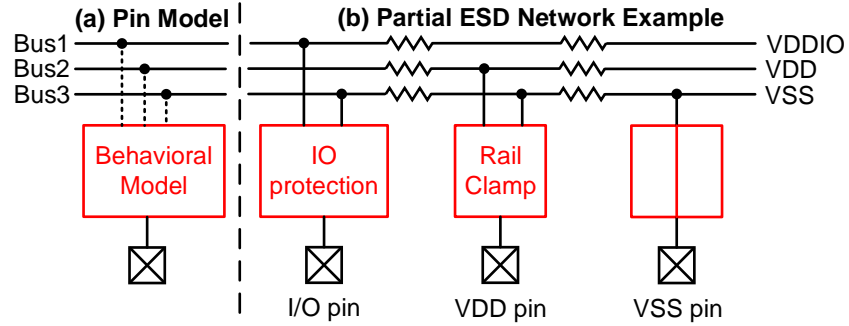 (a) Pin Model
(b) Partial ESD Network Example
Bus1
VDDIO
Bus2
VDD
Bus3
VSS
Behavioral
Model
IO
protection
Rail
Clamp
I/O pin
VDD pin
VSS pin